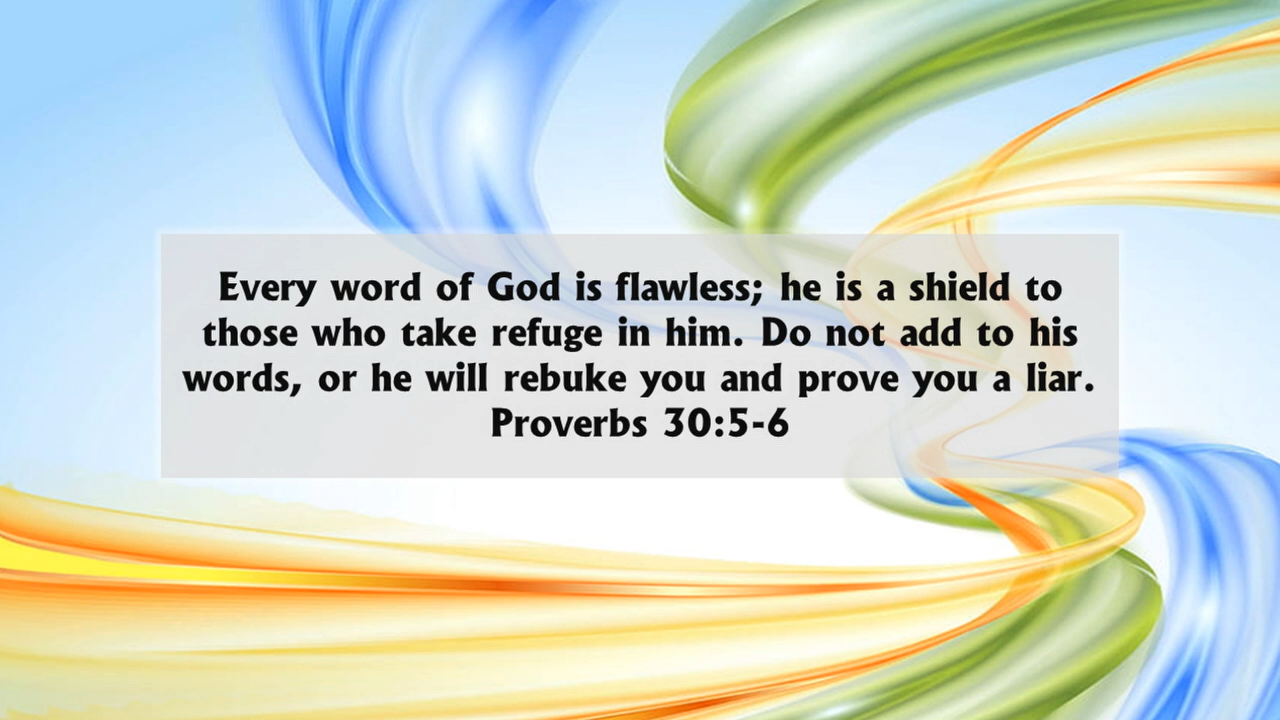 Every word of God is flawless; he is a shield to
those who take refuge in him. Do not add to his
words, or he will rebuke you and prove you a liar.
Proverbs 30:5-6